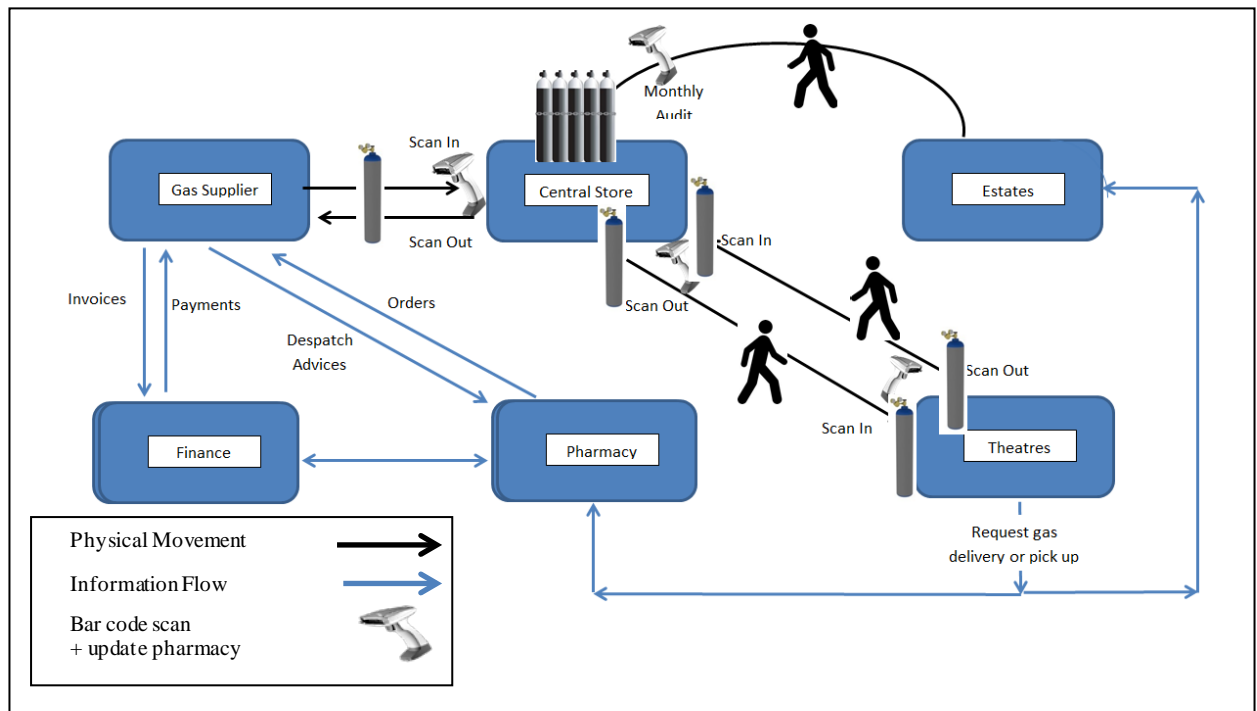 Monthly
Audit
Scan In
Gas Supplier
Central Store
Estates
Scan Out
Scan In
Invoices
Payments
Orders
Scan Out
Despatch
Advices
Scan Out
Scan In
Finance
Pharmacy
Theatres
Request gas
delivery or pick up
Physical Movement
Information Flow
Bar code scan
+ update pharmacy